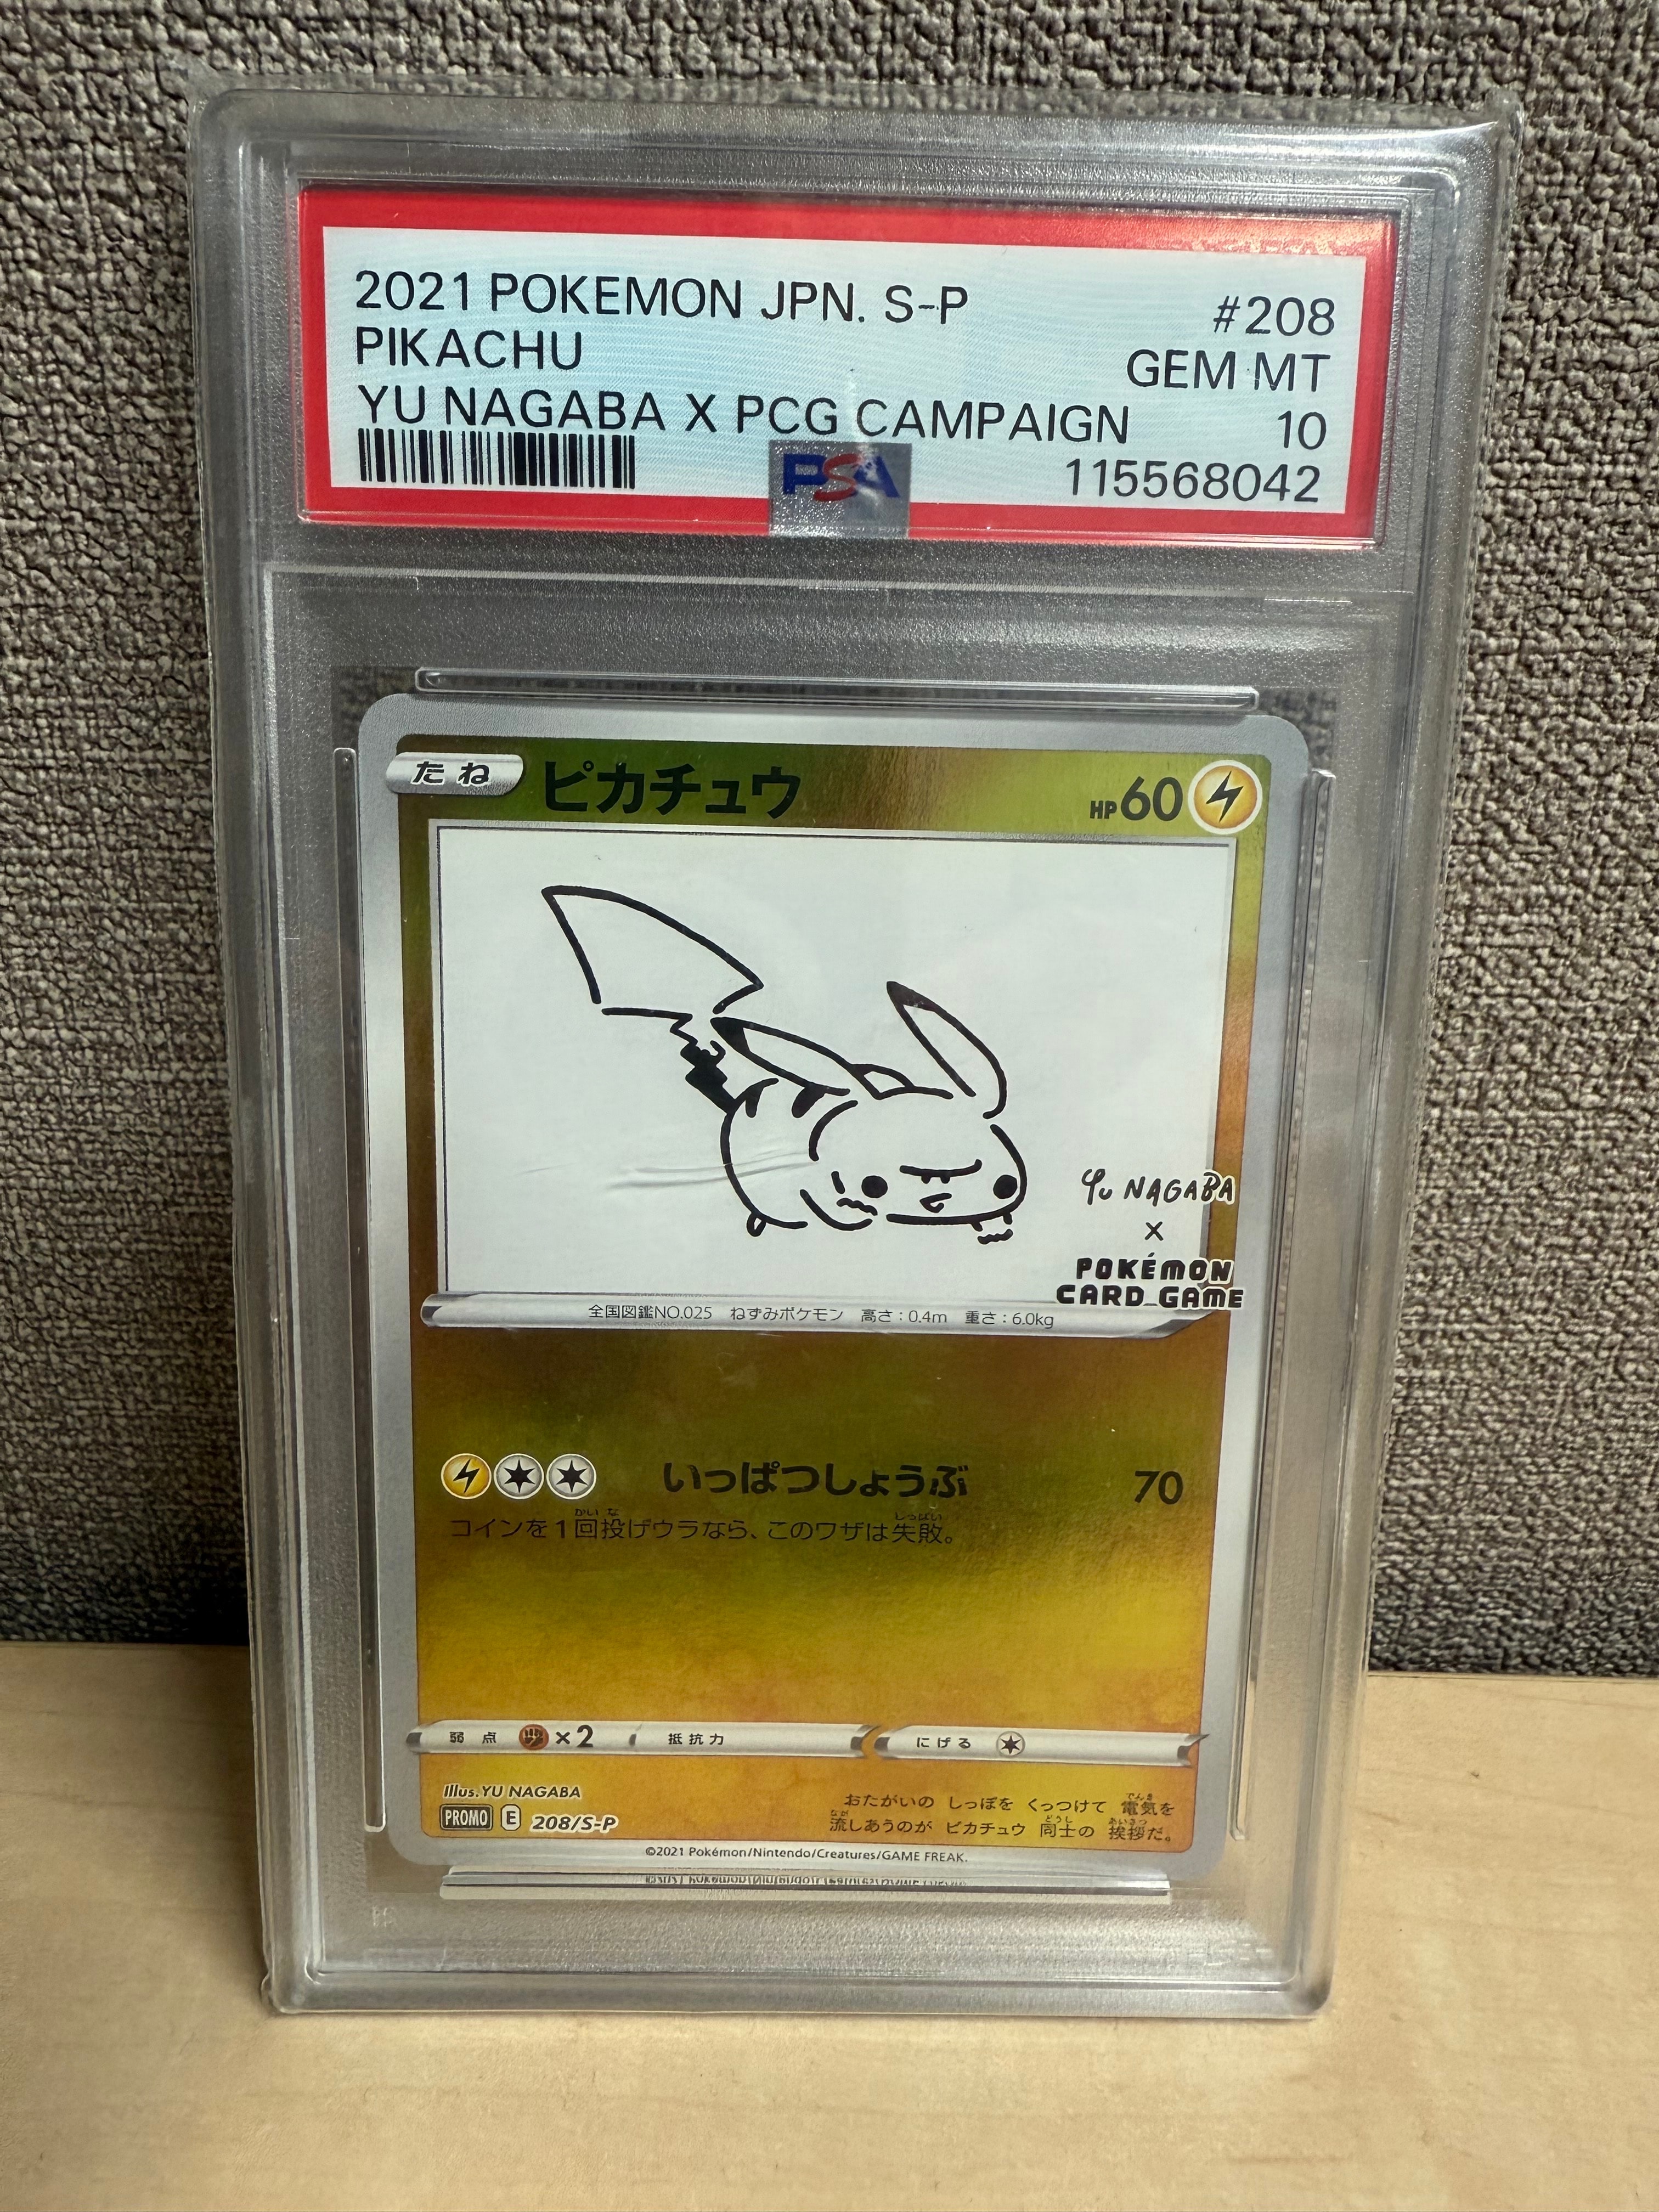 2021 POKEMON JPN. S-P #208
PIKACHU GEM MT
YU NAGABA X PCG CAMPAIGN 10
PSA 115568042
たね ピカチュウ HP60
YU NAGABA
X
POKÉMON
CARD GAME
全国図鑑NO.025 ねずみポケモン 高さ:0.4m 重さ:6.0kg
いっぱつしょうぶ 70
コインを1回投げウラなら、このワザは失敗。
弱点 ×2 抵抗力 にげる
Illus. YU NAGABA
PROMO E 208/S-P
おたがいの しっぽを くっつけて 電気を
流しあうのが ピカチュウ 同士の 挨拶だ。
©2021 Pokémon/Nintendo/Creatures/GAME FREAK.